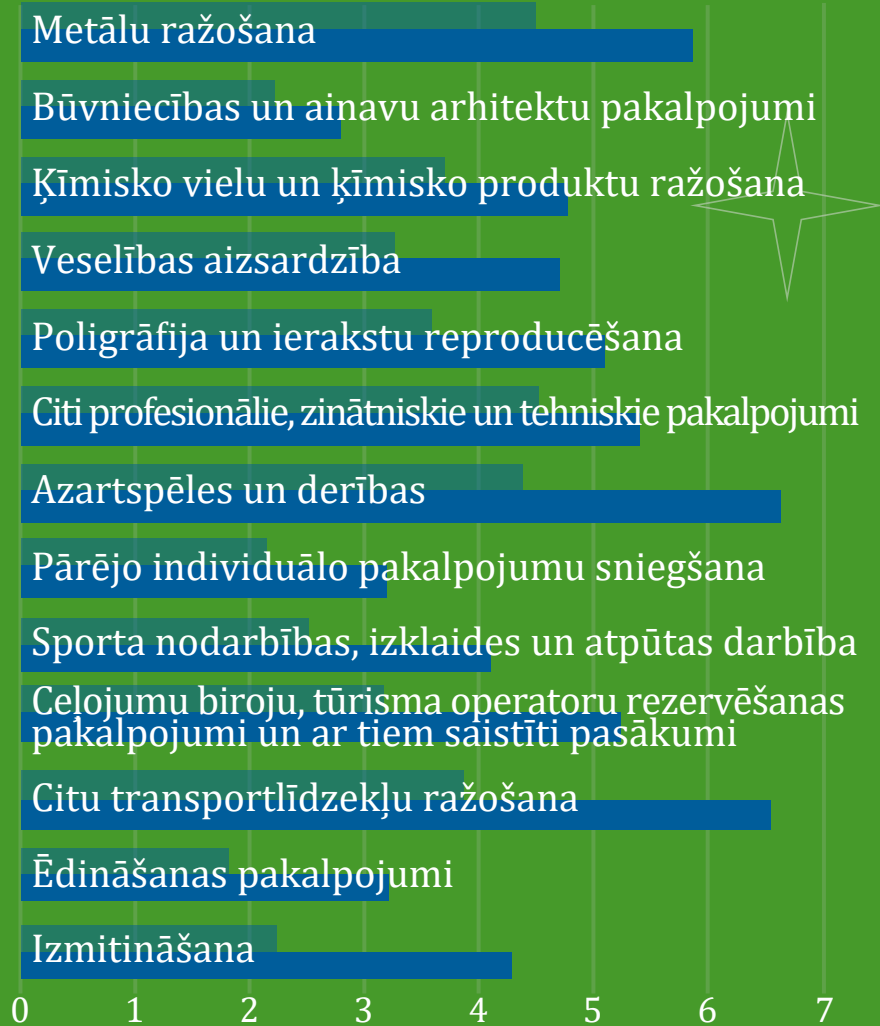 Metālu ražošana
Būvniecības un ainavu arhitektu pakalpojumi
Ķīmisko vielu un ķīmisko produktu ražošana
Veselības aizsardzība
Poligrāfija un ierakstu reproducēšana
Citi profesionālie, zinātniskie un tehniskie pakalpojumi
Azartspēles un derības
Pārējo individuālo pakalpojumu sniegšana
Sporta nodarbības, izklaides un atpūtas darbība
Ceļojumu biroju, tūrisma operatoru rezervēšanas
pakalpojumi un ar tiem saistīti pasākumi
Citu transportlīdzekļu ražošana
Ēdināšanas pakalpojumi
Izmitināšana
0 1 2 3 4 5 6 7